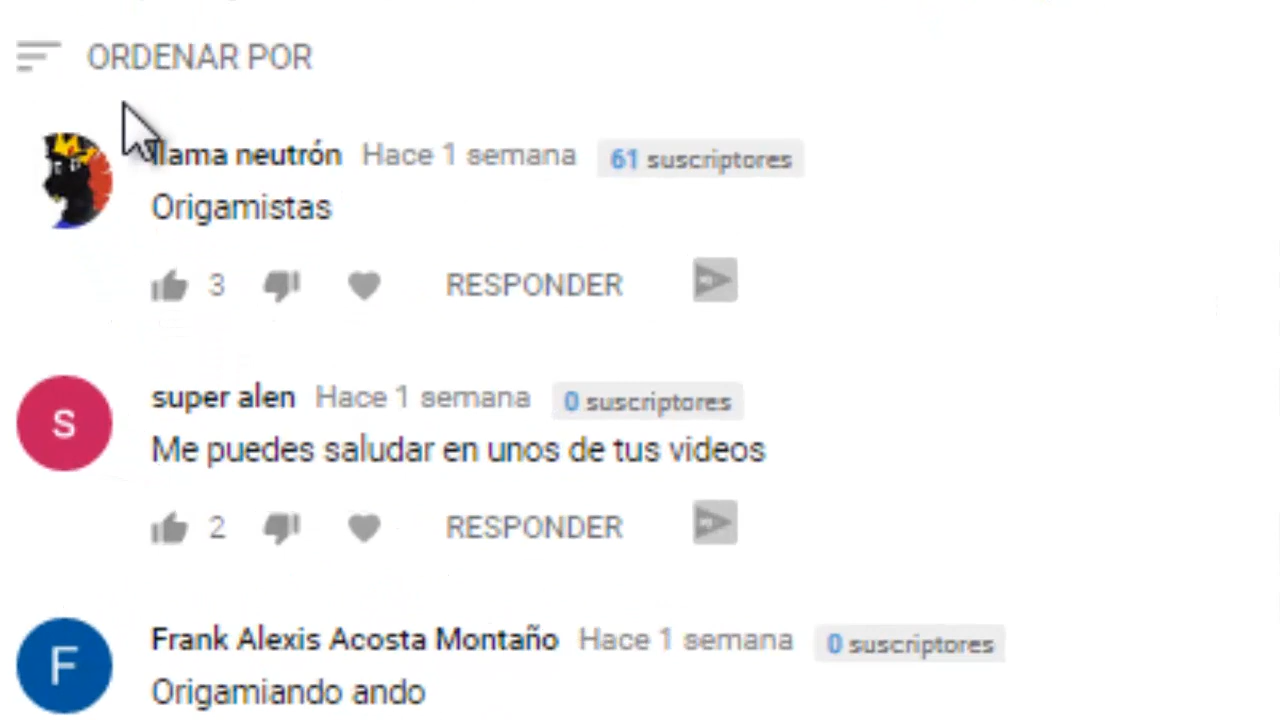 ORDENAR POR
llama neutrón Hace 1 semana 61 suscriptores
Origamistas
3 RESPONDER
S
super alen Hace 1 semana 0 suscriptores
Me puedes saludar en unos de tus videos
2 RESPONDER
F
Frank Alexis Acosta Montaño Hace 1 semana 0 suscriptores
Origamiando ando